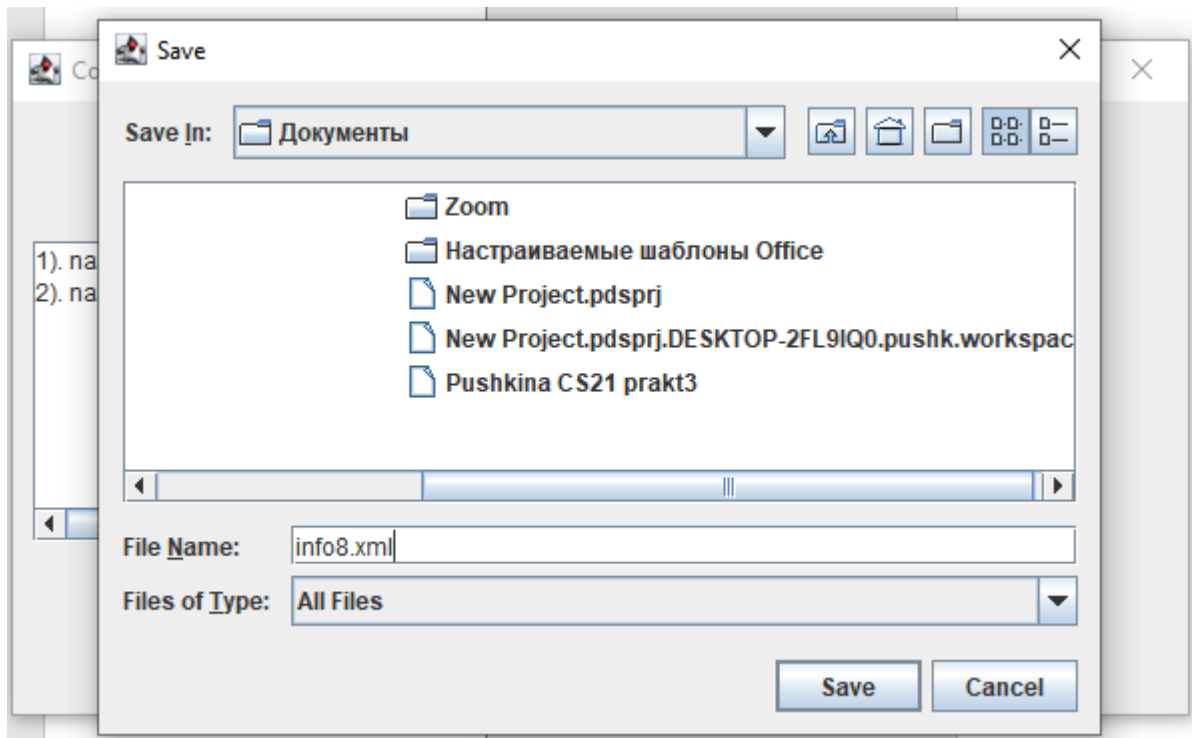 Save
Co
Save In: Документы
Zoom
Настраиваемые шаблоны Office
1). na
New Project.pdsprj
2). na
New Project.pdsprj.DESKTOP-2FL9IQ0.pushk.workspac
Pushkina CS21 prakt3
File Name: info8.xml
Files of Type: All Files
Save Cancel